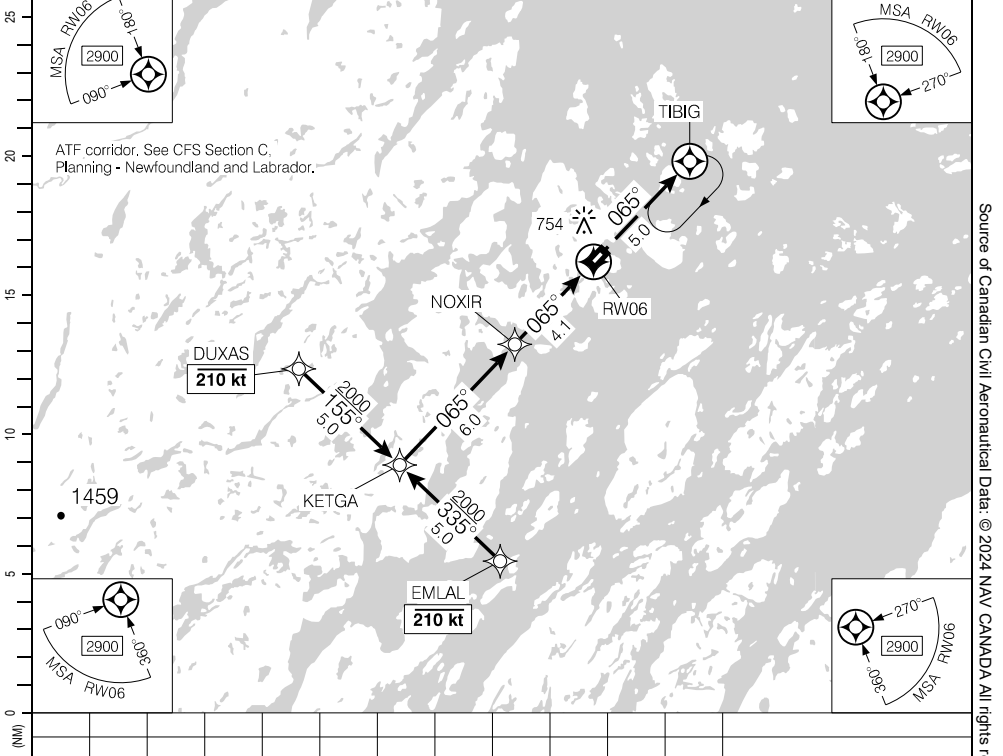 25
20
15
10
5
0
(NM)
MSA RW06
180°
2900
090°
MSA RW06
180°
2900
270°
ATF corridor. See CFS Section C,
Planning - Newfoundland and Labrador.
TIBIG
065°
5.0
754
RW06
NOXIR
065°
4.1
DUXAS
210 kt
2000
155°
5.0
065°
6.0
KETGA
1459
2000
335°
5.0
EMLAL
210 kt
090°
2900
360°
MSA RW06
270°
2900
360°
MSA RW06
Source of Canadian Civil Aeronautical Data: © 2024 NAV CANADA All rights